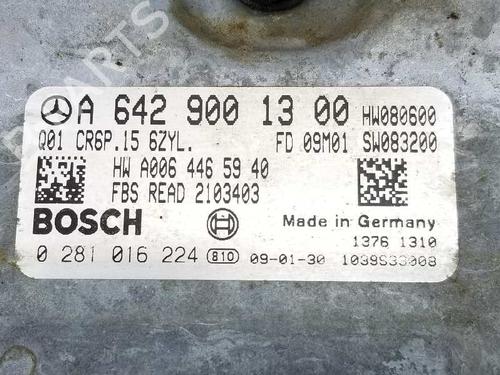 A 642 900 13 00 HW080600
Q01 CR6P.15 6ZYL. FD 09M01 SW083200
HW A006 446 59 40
FBS READ 2103403
BOSCH
Made in Germany
1376 1310
0 281 016 224 810 09-01-30 1039S33008